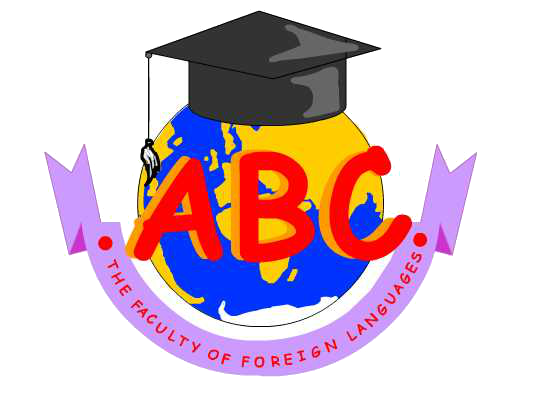 ABC
THE FACULTY OF FOREIGN LANGUAGES